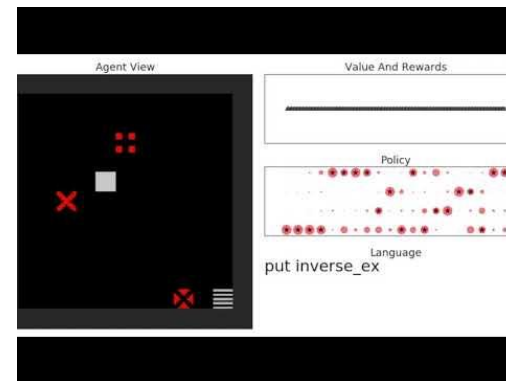 Agent View
Value And Rewards
Policy
Language
put inverse_ex